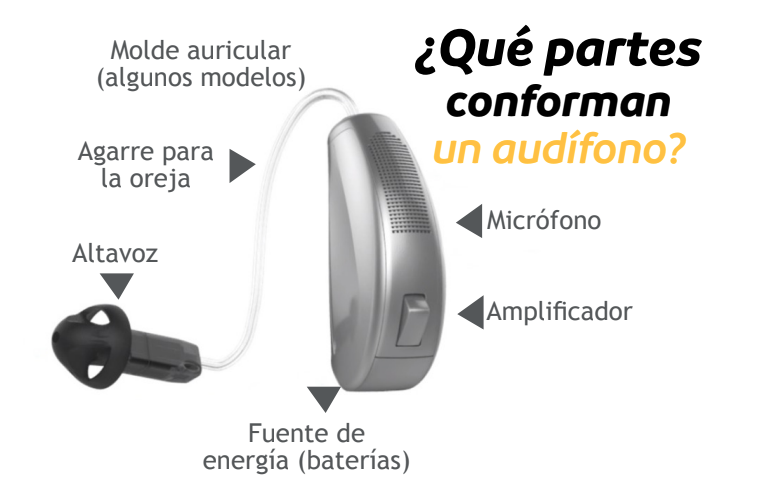 ¿Qué partes
conforman
un audífono?
Molde auricular
(algunos modelos)
Agarre para
la oreja
Altavoz
Micrófono
Amplificador
Fuente de
energía (baterías)